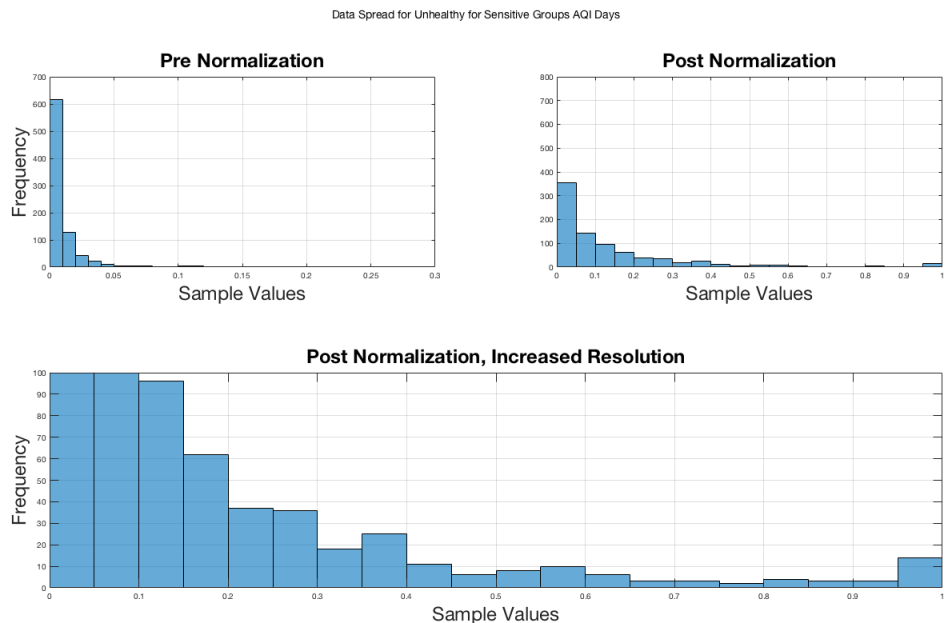 Data Spread for Unhealthy for Sensitive Groups AQI Days
Pre Normalization
700
600
500
400
300
200
100
0
Frequency
0 0.05 0.1 0.15 0.2 0.25 0.3
Sample Values
Post Normalization
800
700
600
500
400
300
200
100
0
0 0.1 0.2 0.3 0.4 0.5 0.6 0.7 0.8 0.9 1
Sample Values
Post Normalization, Increased Resolution
100
90
80
70
60
50
40
30
20
10
0
Frequency
0 0.1 0.2 0.3 0.4 0.5 0.6 0.7 0.8 0.9 1
Sample Values